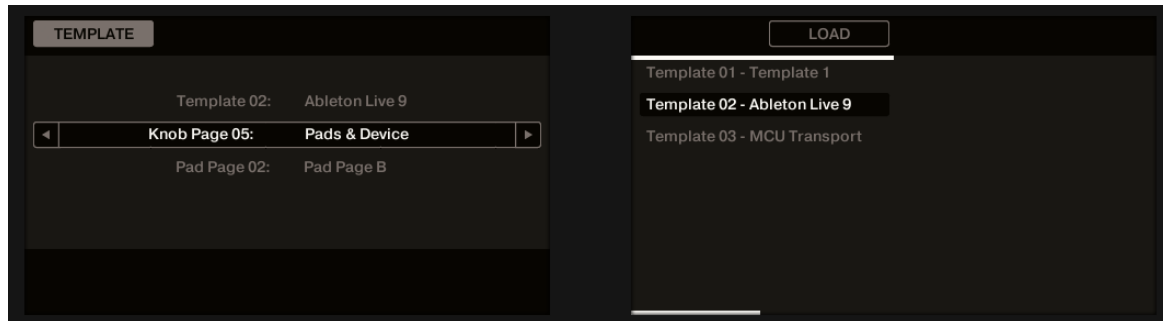 TEMPLATE
Template 02: Ableton Live 9
Knob Page 05: Pads & Device
Pad Page 02: Pad Page B
LOAD
Template 01 - Template 1
Template 02 - Ableton Live 9
Template 03 - MCU Transport